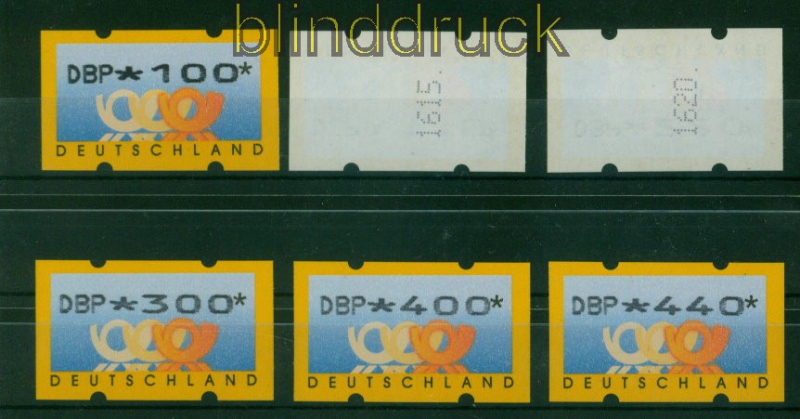 blinddruck
DBP *100*
DEUTSCHLAND
1615.
1620.
DBP *300*
DEUTSCHLAND
DBP *400*
DEUTSCHLAND
DBP *440*
DEUTSCHLAND